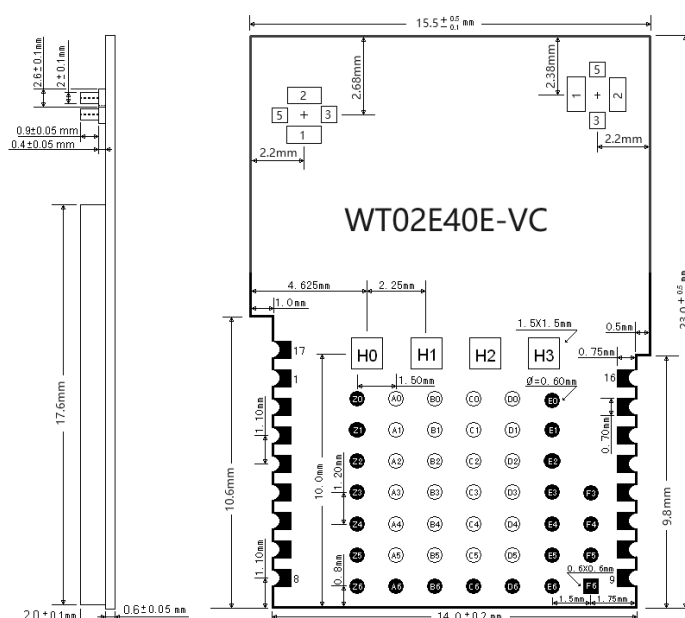 15.5 +0.5 -0.1 mm
2.6±0.1mm
2±0.1mm
0.9±0.05 mm
0.4±0.05 mm
2.68mm
2.38mm
2
5
3
1
5
1
2
3
2.2mm
2.2mm
WT02E40E-VC
4.625mm
2.25mm
1.0mm
1.5X1.5mm
0.5mm
0.75mm
17
H0
H1
H2
H3
1
1.50mm
Ø=0.60mm
16
Z0 A0 B0 C0 D0 E0
1.10mm
0.70mm
Z1 A1 B1 C1 D1 E1
17.6mm
10.6mm
10.0mm
Z2 A2 B2 C2 D2 E2
1.20mm
Z3 A3 B3 C3 D3 E3 F3
9.8mm
Z4 A4 B4 C4 D4 E4 F4
Z5 A5 B5 C5 D5 E5 F5
1.10mm
0.8mm
0.6X0.6mm
8
9
Z6 A6 B6 C6 D6 E6 F6
1.5mm
1.75mm
2.0±0.1mm
0.6±0.05 mm
14.0±0.2 mm